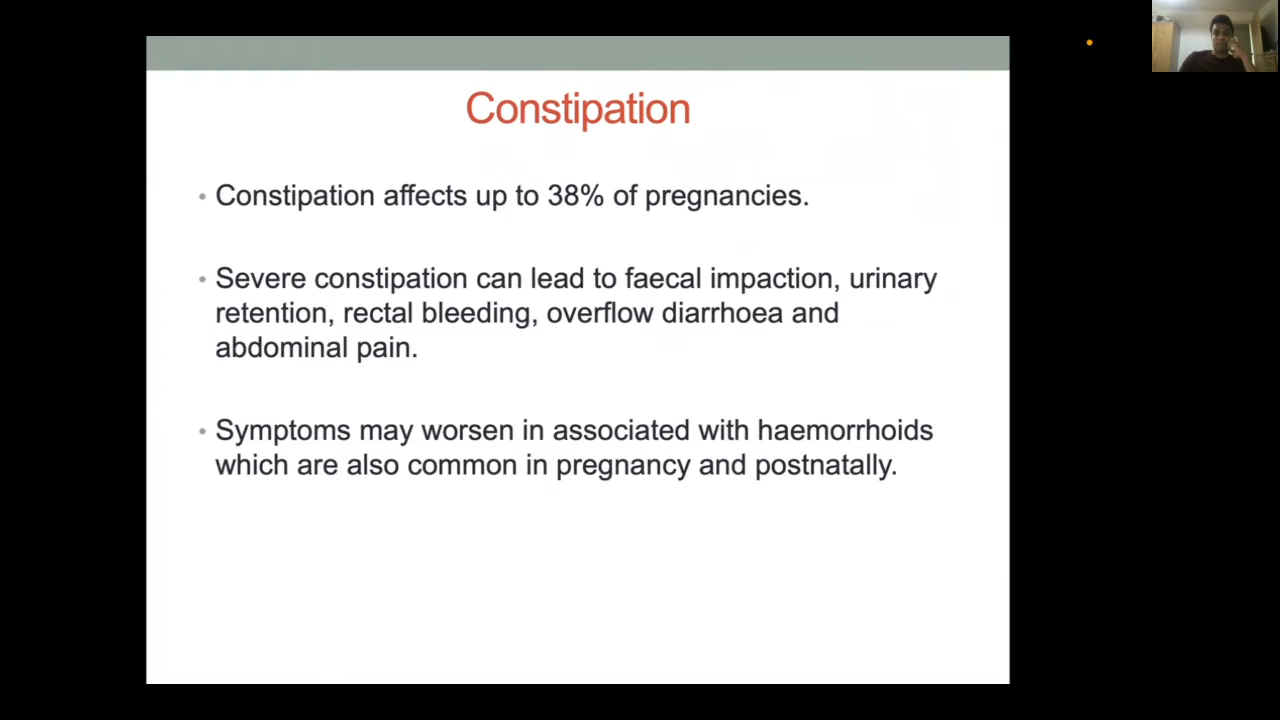 Constipation
• Constipation affects up to 38% of pregnancies.
• Severe constipation can lead to faecal impaction, urinary
retention, rectal bleeding, overflow diarrhoea and
abdominal pain.
• Symptoms may worsen in associated with haemorrhoids
which are also common in pregnancy and postnatally.